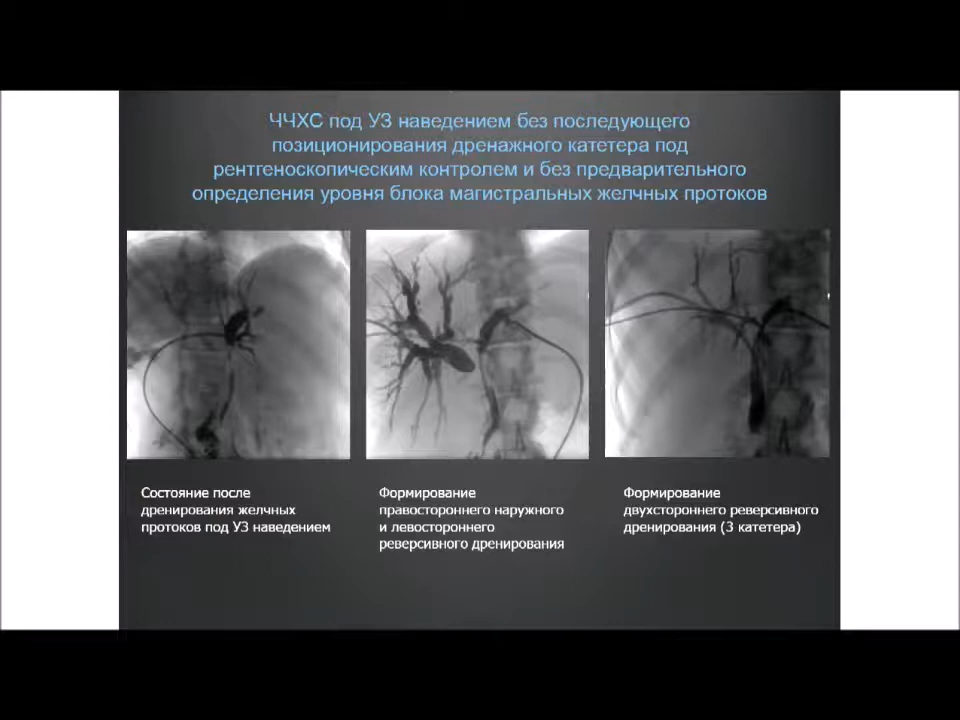 ЧЧХС под УЗ наведением без последующего
позиционирования дренажного катетера под
рентгеноскопическим контролем и без предварительного
определения уровня блока магистральных желчных протоков
Состояние после
дренирования желчных
протоков под УЗ наведением
Формирование
правостороннего наружного
и левостороннего
реверсивного дренирования
Формирование
двухстороннего реверсивного
дренирования (3 катетера)